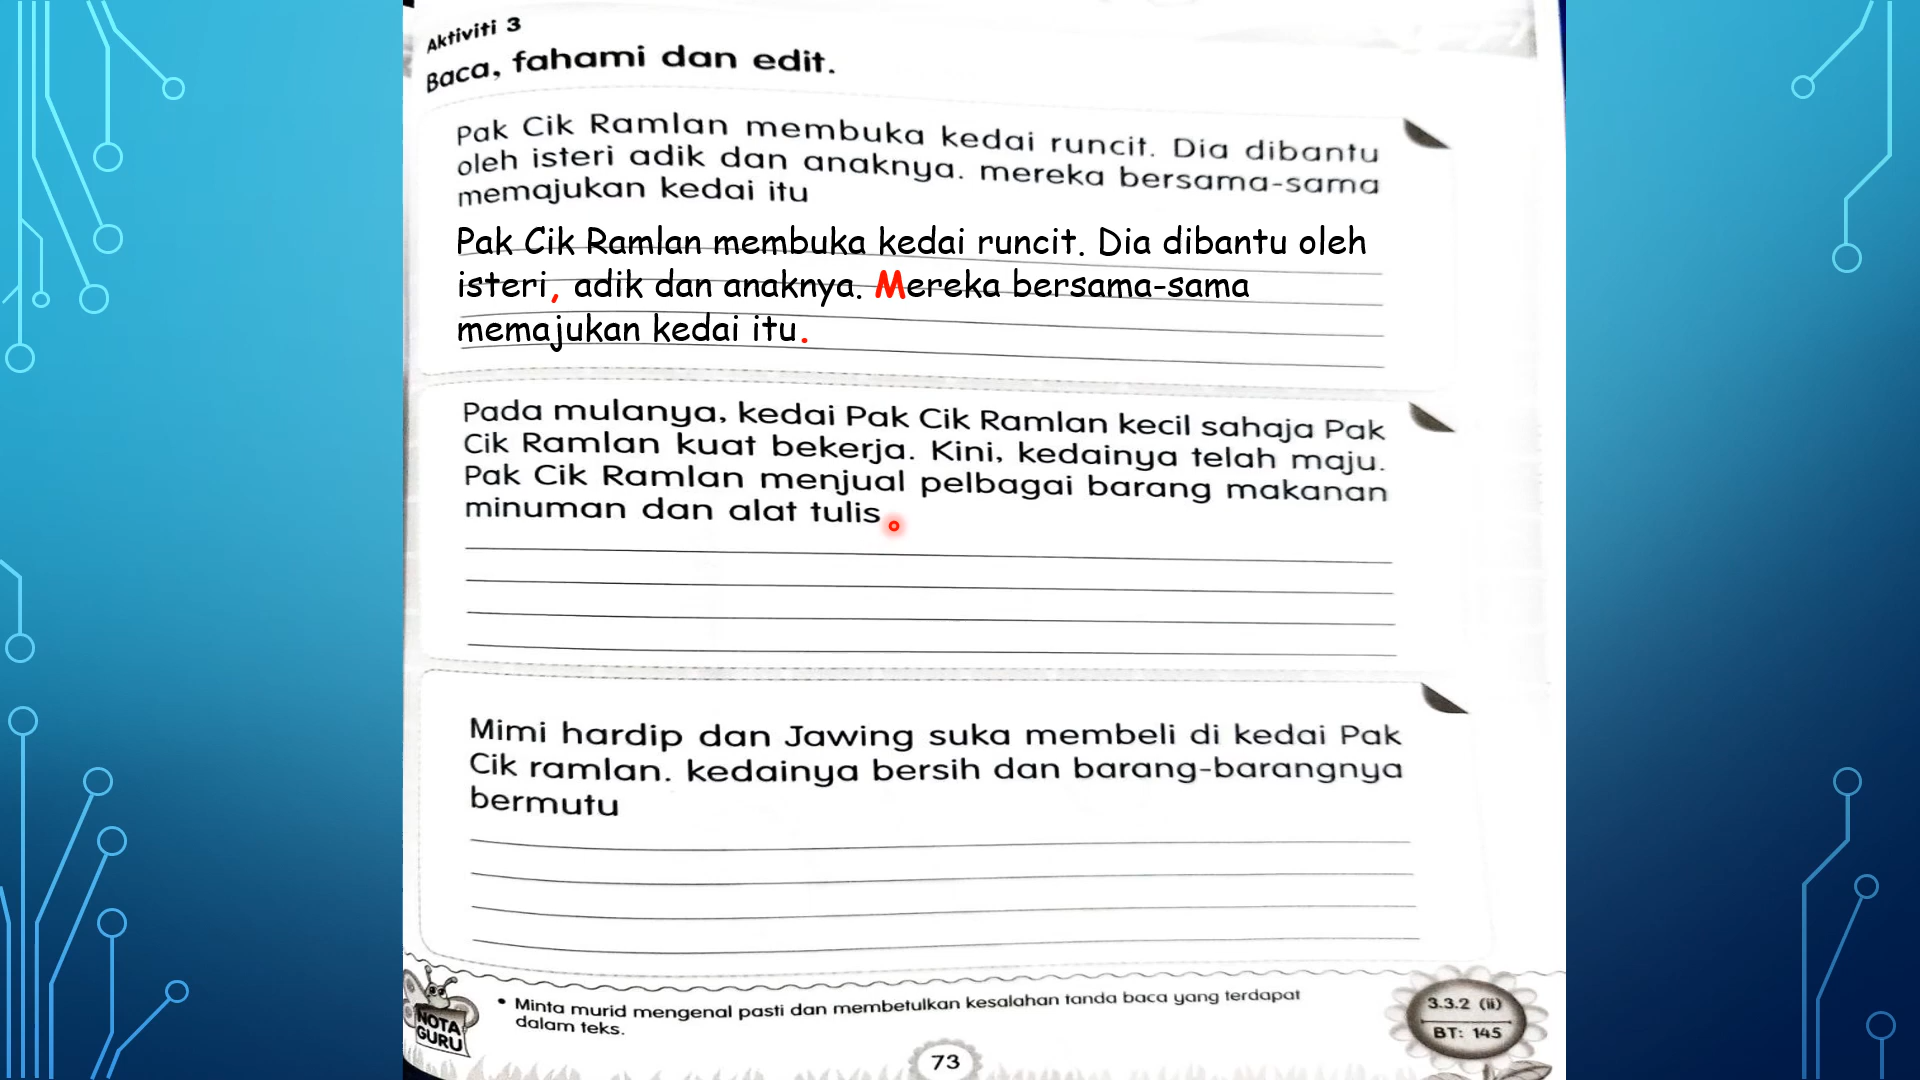 Aktiviti 3
Baca, fahami dan edit.
Pak Cik Ramlan membuka kedai runcit. Dia dibantu
oleh isteri adik dan anaknya. mereka bersama-sama
memajukan kedai itu
Pak Cik Ramlan membuka kedai runcit. Dia dibantu oleh
isteri, adik dan anaknya. Mereka bersama-sama
memajukan kedai itu.
Pada mulanya, kedai Pak Cik Ramlan kecil sahaja Pak
Cik Ramlan kuat bekerja. Kini, kedainya telah maju.
Pak Cik Ramlan menjual pelbagai barang makanan
minuman dan alat tulis
Mimi hardip dan Jawing suka membeli di kedai Pak
Cik ramlan. kedainya bersih dan barang-barangnya
bermutu
NOTA
GURU
• Minta murid mengenal pasti dan membetulkan kesalahan tanda baca yang terdapat
dalam teks.
3.3.2 (ii)
BT: 145
73